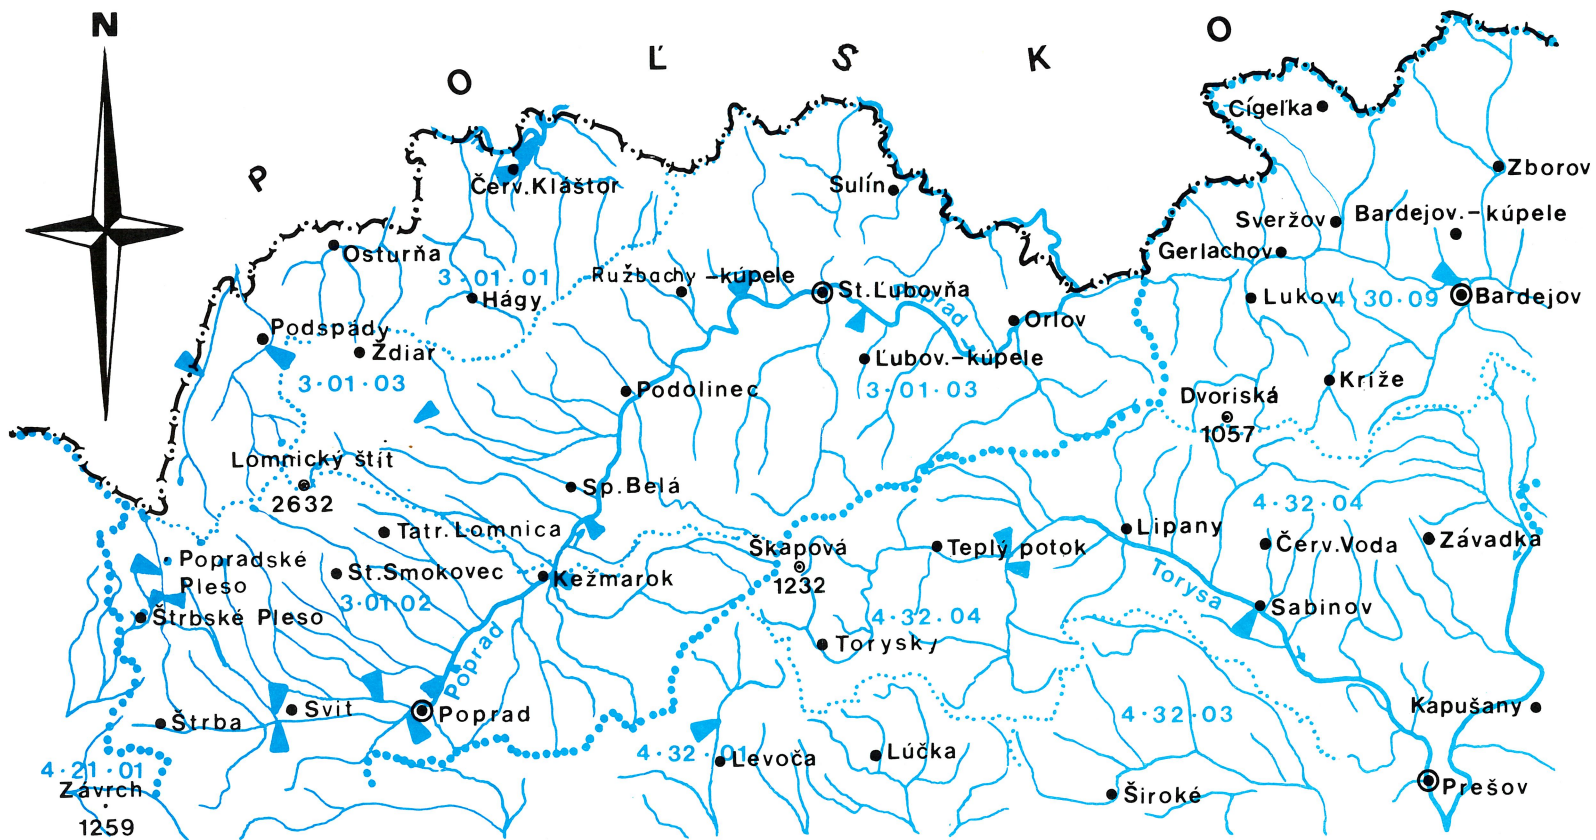 N
P O Ľ S K O
Cígeľka
Zborov
Červ.Kláštor
Sulín
Sveržov
Bardejov.-kúpele
Osturňa
Gerlachov
3·01·01
Ružbachy-kúpele
Hágy
St.Ľubovňa
Lukov
4·30·09
Bardejov
Poprad
Orlov
Podspády
Ždiar
Ľubov.-kúpele
3·01·03
3·01·03
Podolinec
Kríže
Dvoriská
1057
Lomnický štít
2632
Sp.Belá
4·32·04
Tatr.Lomnica
Lipany
Škapová
1232
Teplý potok
Červ.Voda
Závadka
Popradské
Pleso
St.Smokovec
Kežmarok
Torysa
3·01·02
Sabinov
Štrbské Pleso
4·32·04
Torysky
Poprad
Svit
Štrba
Poprad
Kapušany
4·32·03
4·32·01
Levoča
Lúčka
4·21·01
Závrch
1259
Široké
Prešov